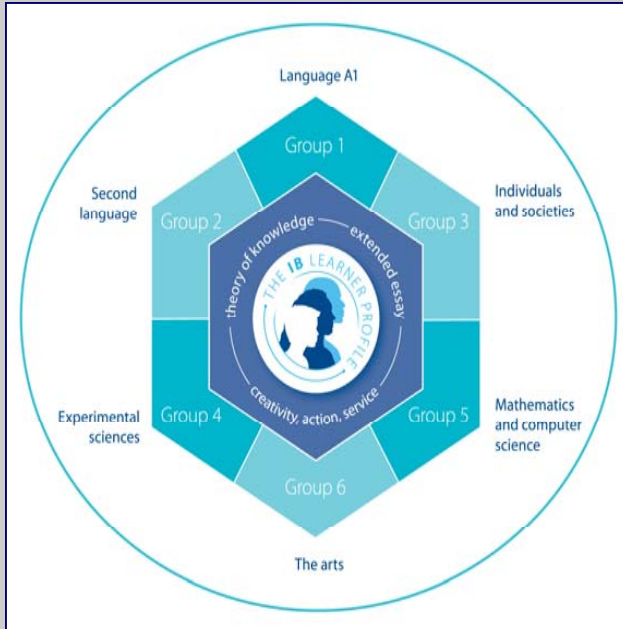 Language A1
Group 1
Second
language
Group 2
Group 3
Individuals
and societies
theory of knowledge
extended essay
THE IB LEARNER PROFILE
creativity, action, service
Experimental
sciences
Group 4
Group 5
Mathematics
and computer
science
Group 6
The arts